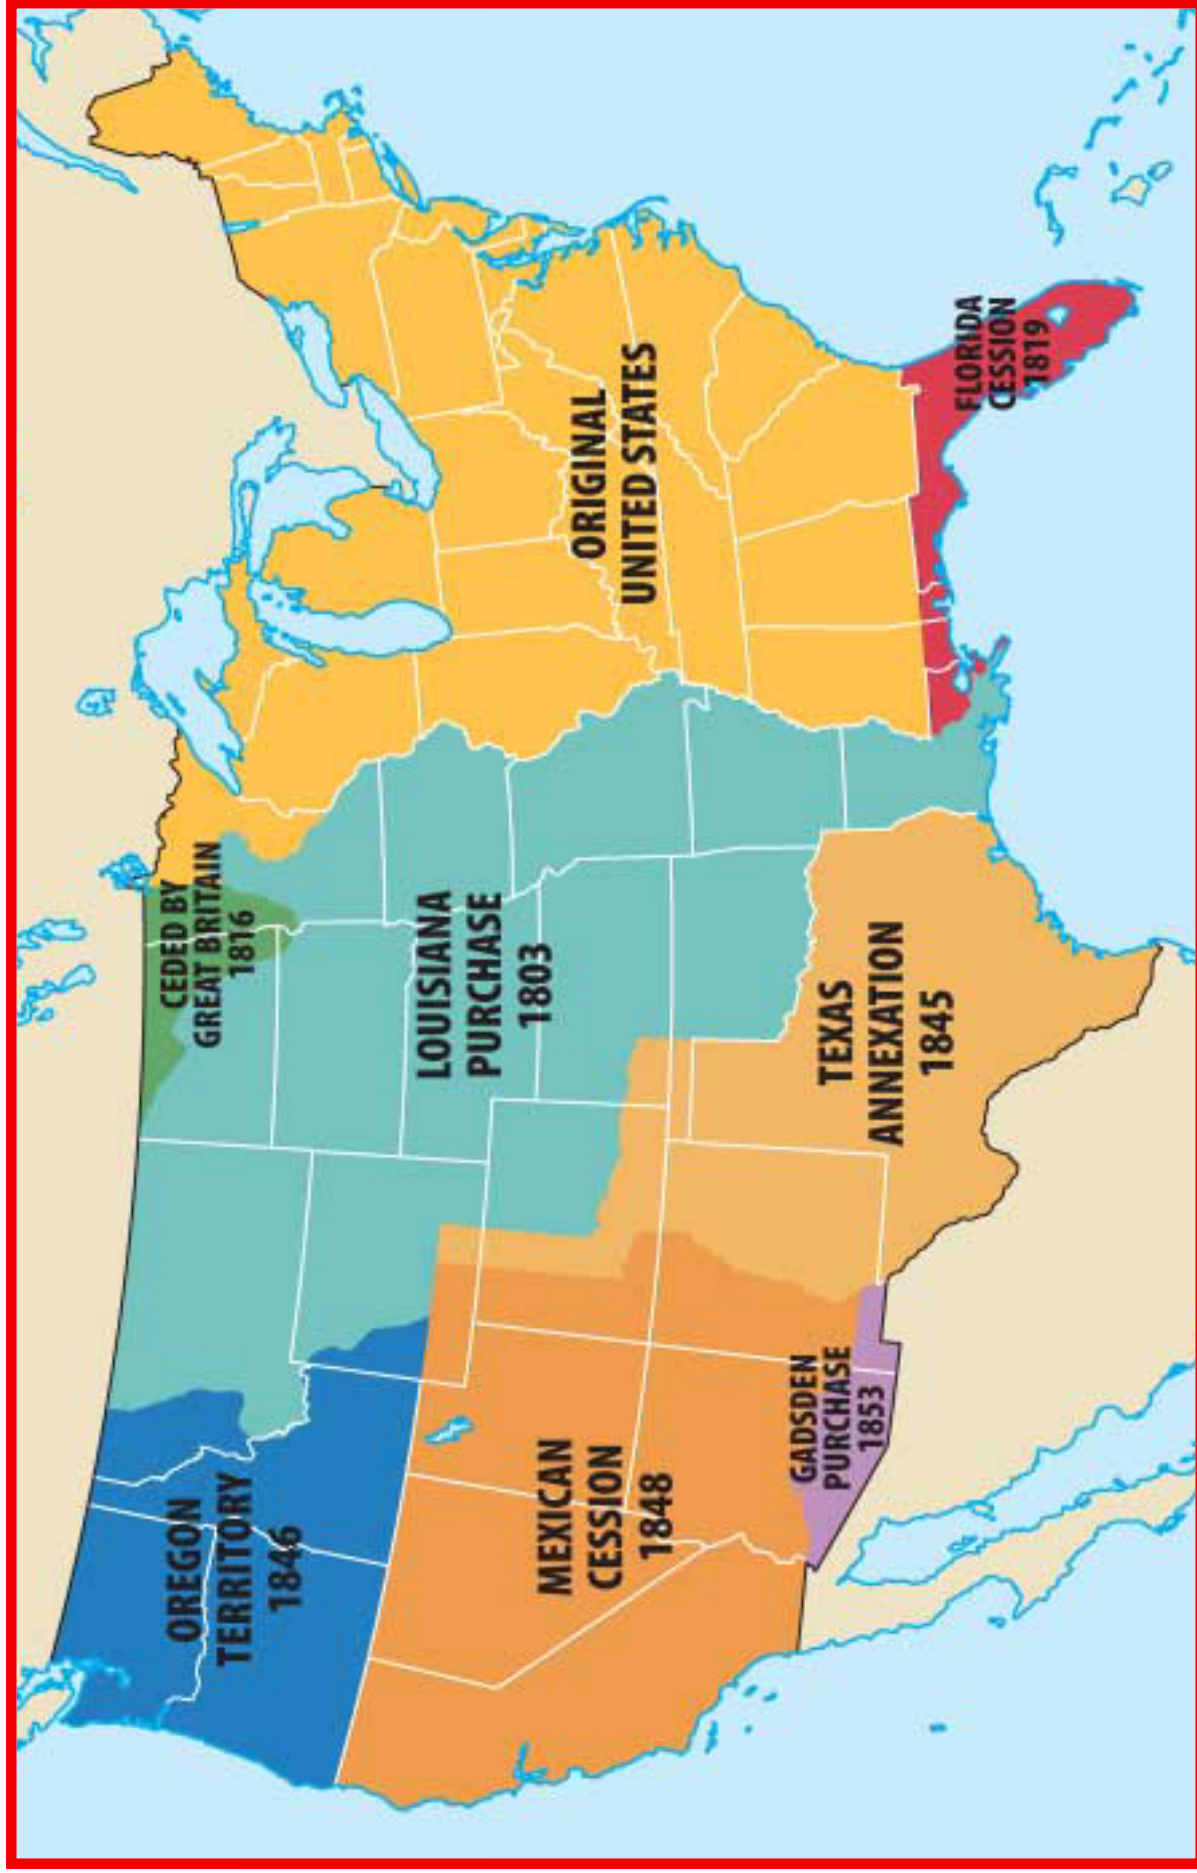 OREGON
TERRITORY
1846
CEDED BY
GREAT BRITAIN
1816
LOUISIANA
PURCHASE
1803
ORIGINAL
UNITED STATES
MEXICAN
CESSION
1848
GADSDEN
PURCHASE
1853
TEXAS
ANNEXATION
1845
FLORIDA
CESSION
1819